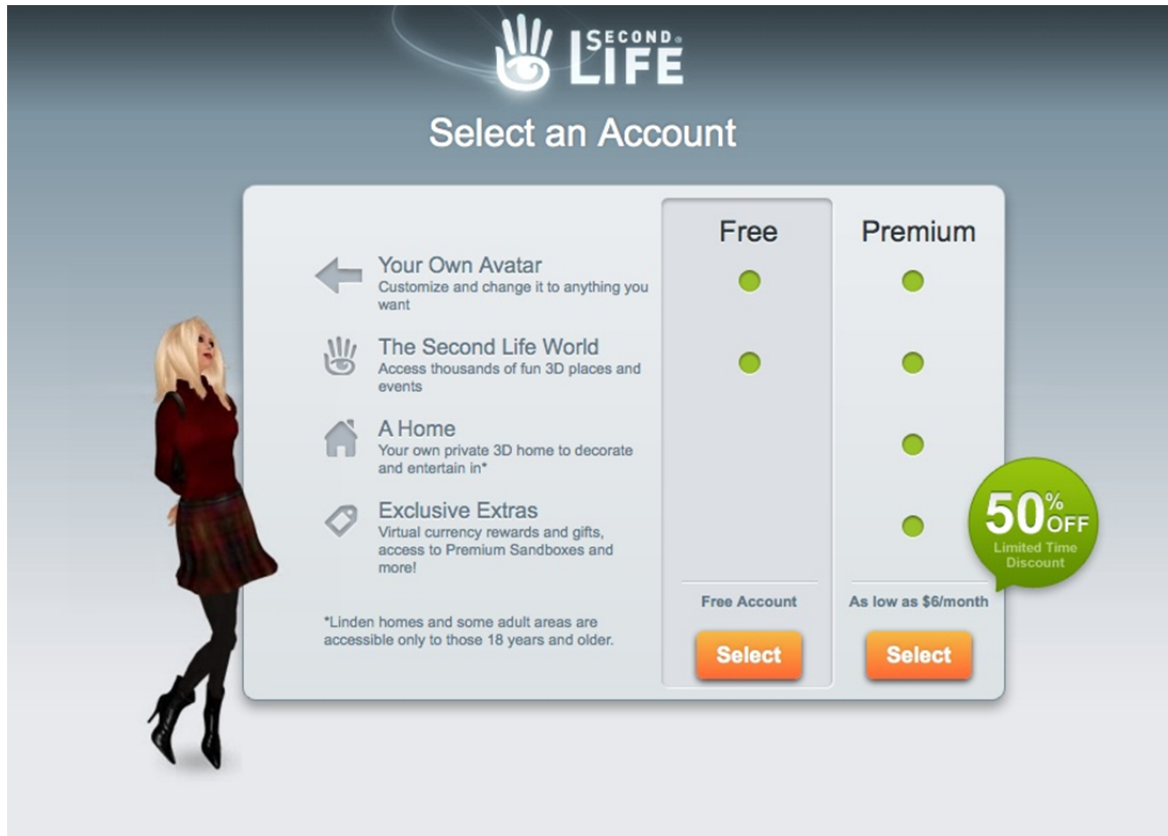 SECOND®
LIFE
Select an Account
Free
Premium
Your Own Avatar
Customize and change it to anything you
want
The Second Life World
Access thousands of fun 3D places and
events
A Home
Your own private 3D home to decorate
and entertain in*
Exclusive Extras
Virtual currency rewards and gifts,
access to Premium Sandboxes and
more!
50% OFF
Limited Time
Discount
*Linden homes and some adult areas are
accessible only to those 18 years and older.
Free Account
As low as $6/month
Select
Select